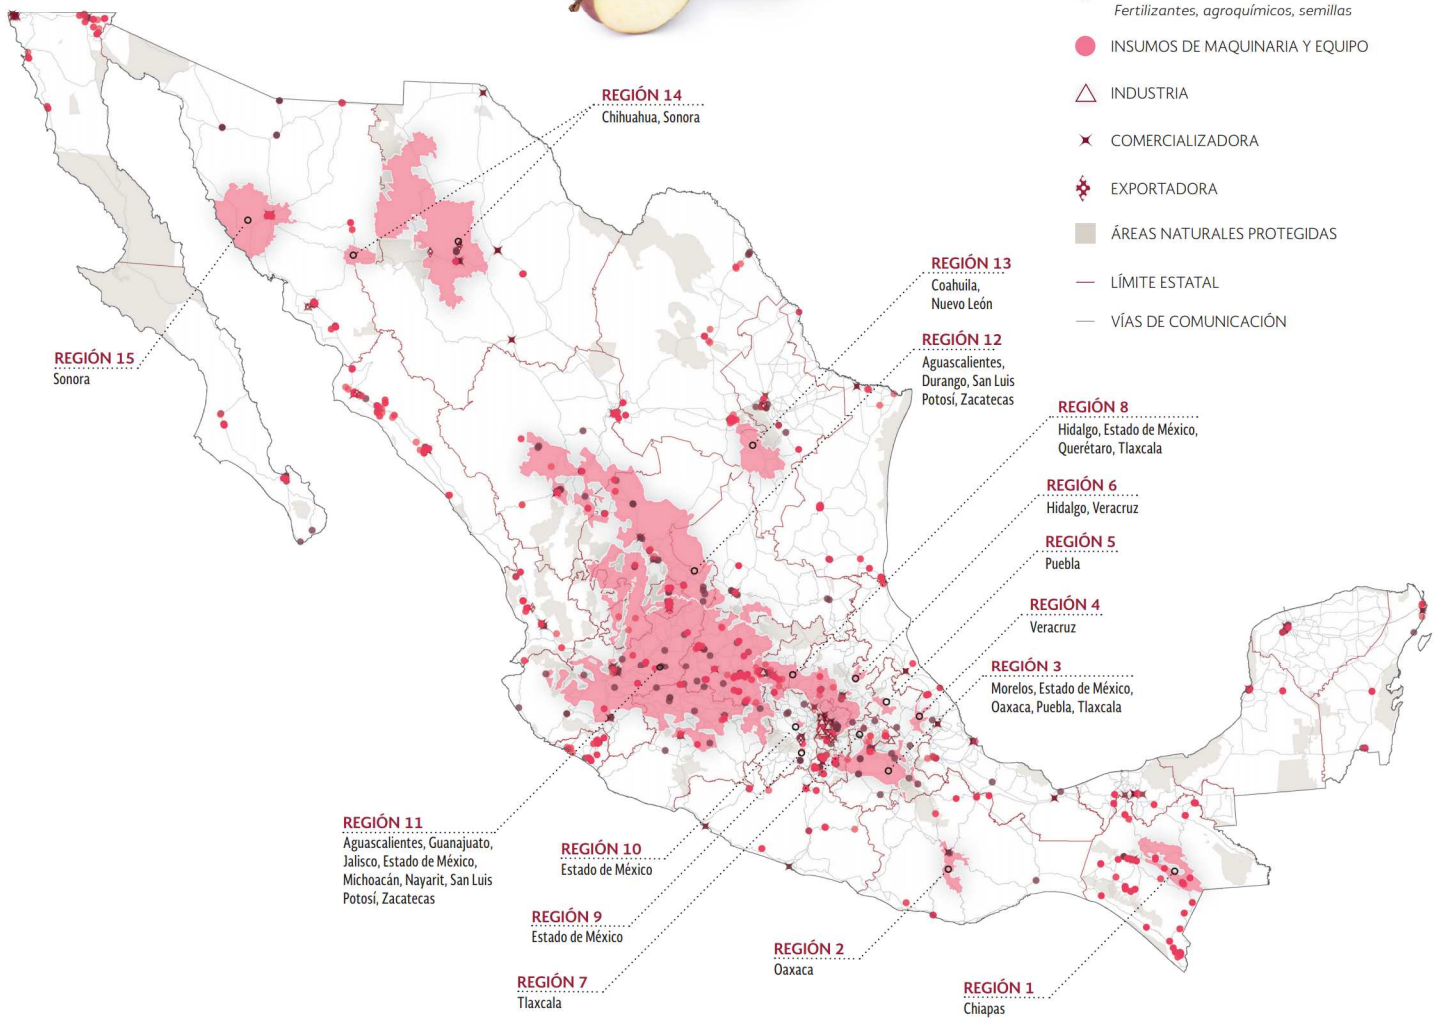 Fertilizantes, agroquímicos, semillas
INSUMOS DE MAQUINARIA Y EQUIPO
INDUSTRIA
COMERCIALIZADORA
EXPORTADORA
ÁREAS NATURALES PROTEGIDAS
LÍMITE ESTATAL
VÍAS DE COMUNICACIÓN
REGIÓN 14
Chihuahua, Sonora
REGIÓN 13
Coahuila,
Nuevo León
REGIÓN 12
Aguascalientes,
Durango, San Luis
Potosí, Zacatecas
REGIÓN 15
Sonora
REGIÓN 8
Hidalgo, Estado de México,
Querétaro, Tlaxcala
REGIÓN 6
Hidalgo, Veracruz
REGIÓN 5
Puebla
REGIÓN 4
Veracruz
REGIÓN 3
Morelos, Estado de México,
Oaxaca, Puebla, Tlaxcala
REGIÓN 11
Aguascalientes, Guanajuato,
Jalisco, Estado de México,
Michoacán, Nayarit, San Luis
Potosí, Zacatecas
REGIÓN 10
Estado de México
REGIÓN 9
Estado de México
REGIÓN 7
Tlaxcala
REGIÓN 2
Oaxaca
REGIÓN 1
Chiapas